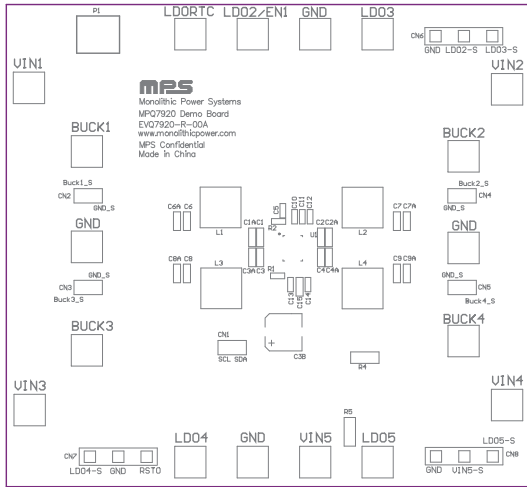 P1
LDORTC LDO2/EN1 GND LDO3
CN6
GND LDO2-S LDO3-S
VIN1
VIN2
mps
Monolithic Power Systems
MPQ7920 Demo Board
EVQ7920-R-00A
www.monolithicpower.com
MPS Confidential
Made in China
BUCK1
BUCK2
Buck1_S
CN2
GND_S
Buck2_S
CN4
GND_S
C6A C6
L1
C5
C10
C11
C12
R2
C1A C1
U1
C2 C2A
L2
C7 C7A
GND
GND
C8A C8
L3
C3A C3
R1
C4 C4A
L4
C9 C9A
C13
C15
C14
GND_S
CN3
Buck3_S
GND_S
CN5
Buck4_S
BUCK3
BUCK4
CN1
SCL SDA
+
C3B
R4
VIN3
VIN4
R5
LDO4 GND VIN5 LDO5
CN7
LDO4-S GND RSTO
LDO5-S
CN8
GND VIN5-S